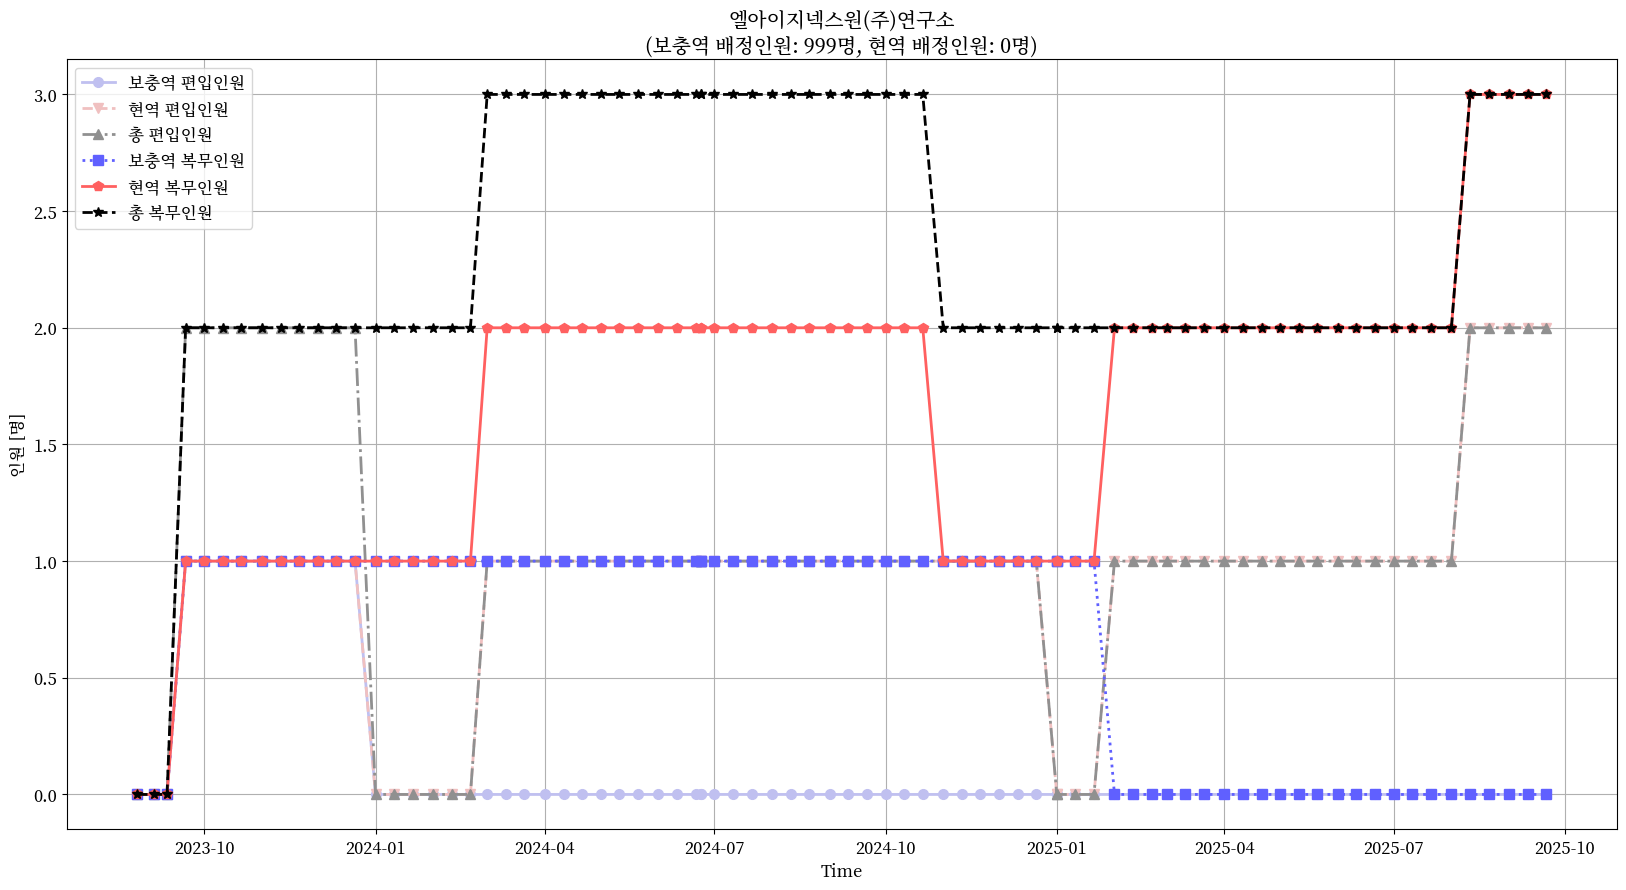 엘아이지넥스원(주)연구소
(보충역 배정인원: 999명, 현역 배정인원: 0명)
보충역 편입인원
현역 편입인원
총 편입인원
보충역 복무인원
현역 복무인원
총 복무인원
인원 [명]
3.0
2.5
2.0
1.5
1.0
0.5
0.0
2023-10
2024-01
2024-04
2024-07
2024-10
2025-01
2025-04
2025-07
2025-10
Time